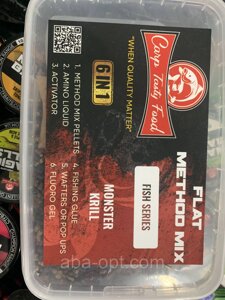 Carp Tasty Food
"WHEN QUALITY MATTER"
6 IN 1
1. METHOD MIX PELLETS
2. AMINO LIQUID
3. ACTIVATOR
4. FISHING GLUE
5. WAFTERS OR POP UPS
6. FLUORO GEL
FLAT
METHOD MIX
FISH SERIES
MONSTER
KRILL
aba-opt.com